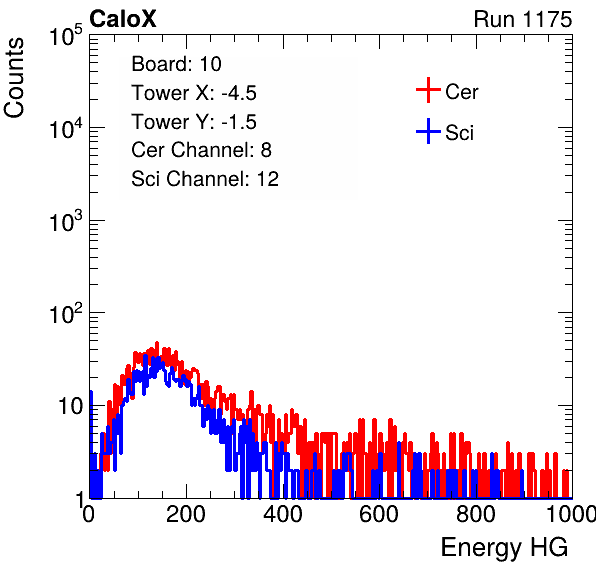 CaloX Run 1175
Counts
10^5
10^4
10^3
10^2
10
1
Board: 10
Tower X: -4.5
Tower Y: -1.5
Cer Channel: 8
Sci Channel: 12
Cer
Sci
0 200 400 600 800 1000
Energy HG